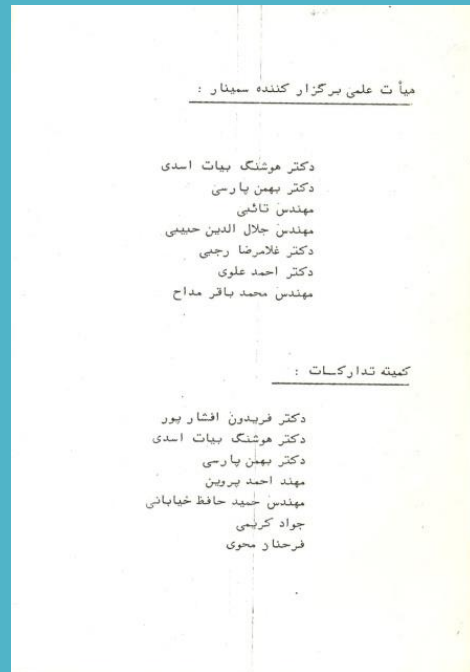 هیأت علمی برگزار کننده سمینار :
دکتر هوشنگ بیات اسدی
دکتر بهمن پارسی
مهندس تائبی
مهندس جلال الدین حبیبی
دکتر غلامرضا رجبی
دکتر احمد علوی
مهندس محمد باقر مداح
کمیته تدارکات :
دکتر فریدون افشار پور
دکتر هوشنگ بیات اسدی
دکتر بهمن پارسی
مهند احمد پروین
مهندس حمید حافظ خیابانی
جواد کریمی
فرحناز محوی